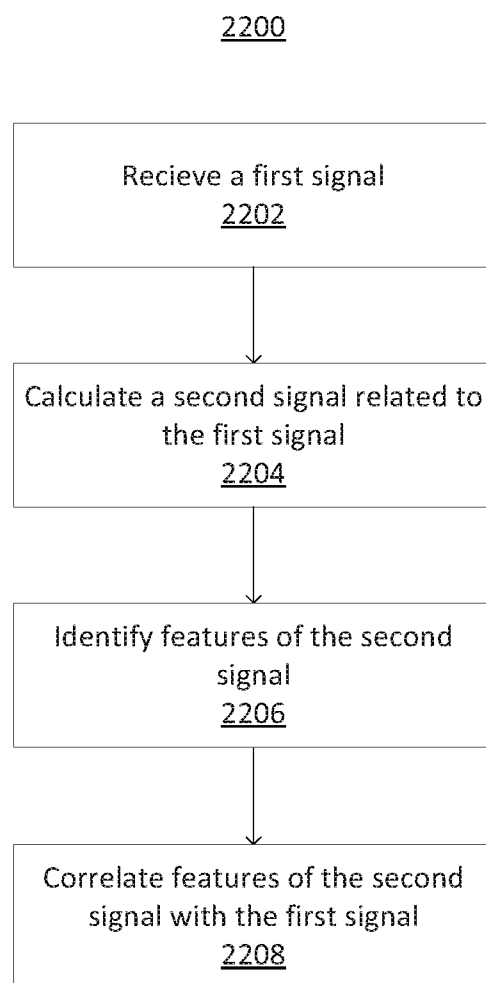 2200
Recieve a first signal
2202
Calculate a second signal related to
the first signal
2204
Identify features of the second
signal
2206
Correlate features of the second
signal with the first signal
2208